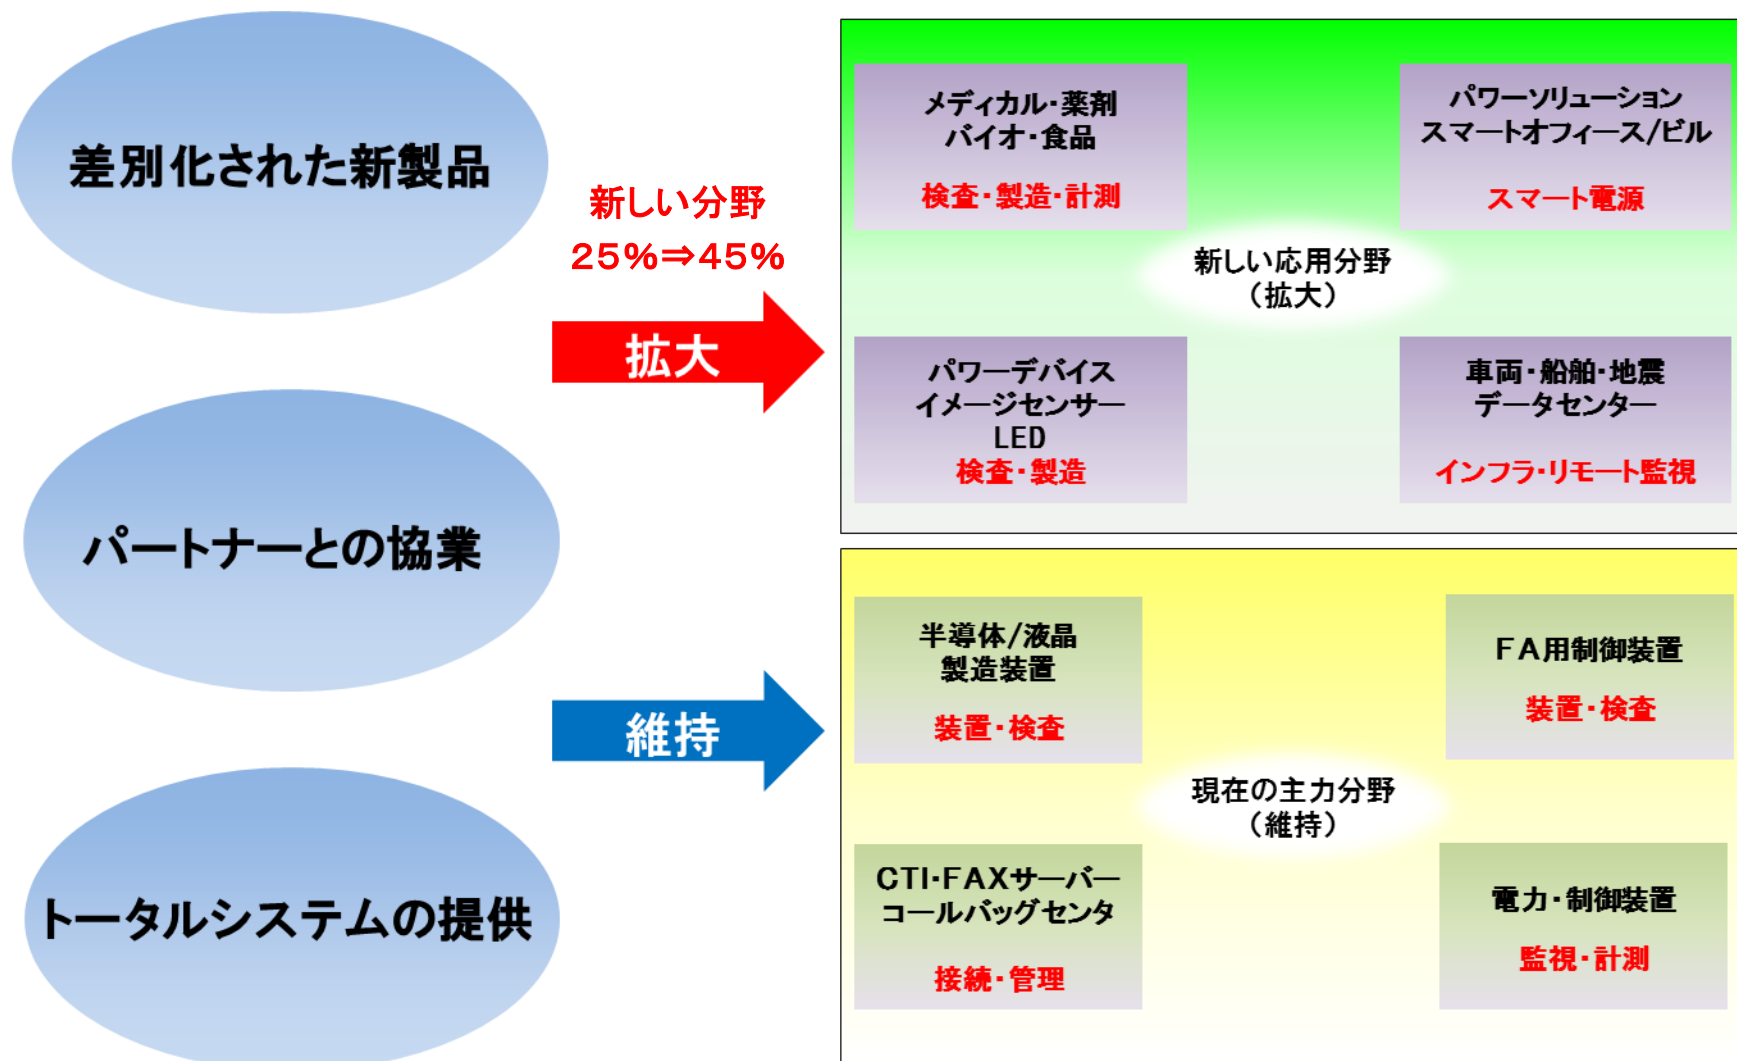 差別化された新製品
パートナーとの協業
トータルシステムの提供
新しい分野
25%⇒45%
拡大
維持
メディカル・薬剤
バイオ・食品
検査・製造・計測
パワーソリューション
スマートオフィース/ビル
スマート電源
新しい応用分野
（拡大）
パワーデバイス
イメージセンサー
LED
検査・製造
車両・船舶・地震
データセンター
インフラ・リモート監視
半導体/液晶
製造装置
装置・検査
FA用制御装置
装置・検査
現在の主力分野
（維持）
CTI・FAXサーバー
コールバッグセンタ
接続・管理
電力・制御装置
監視・計測